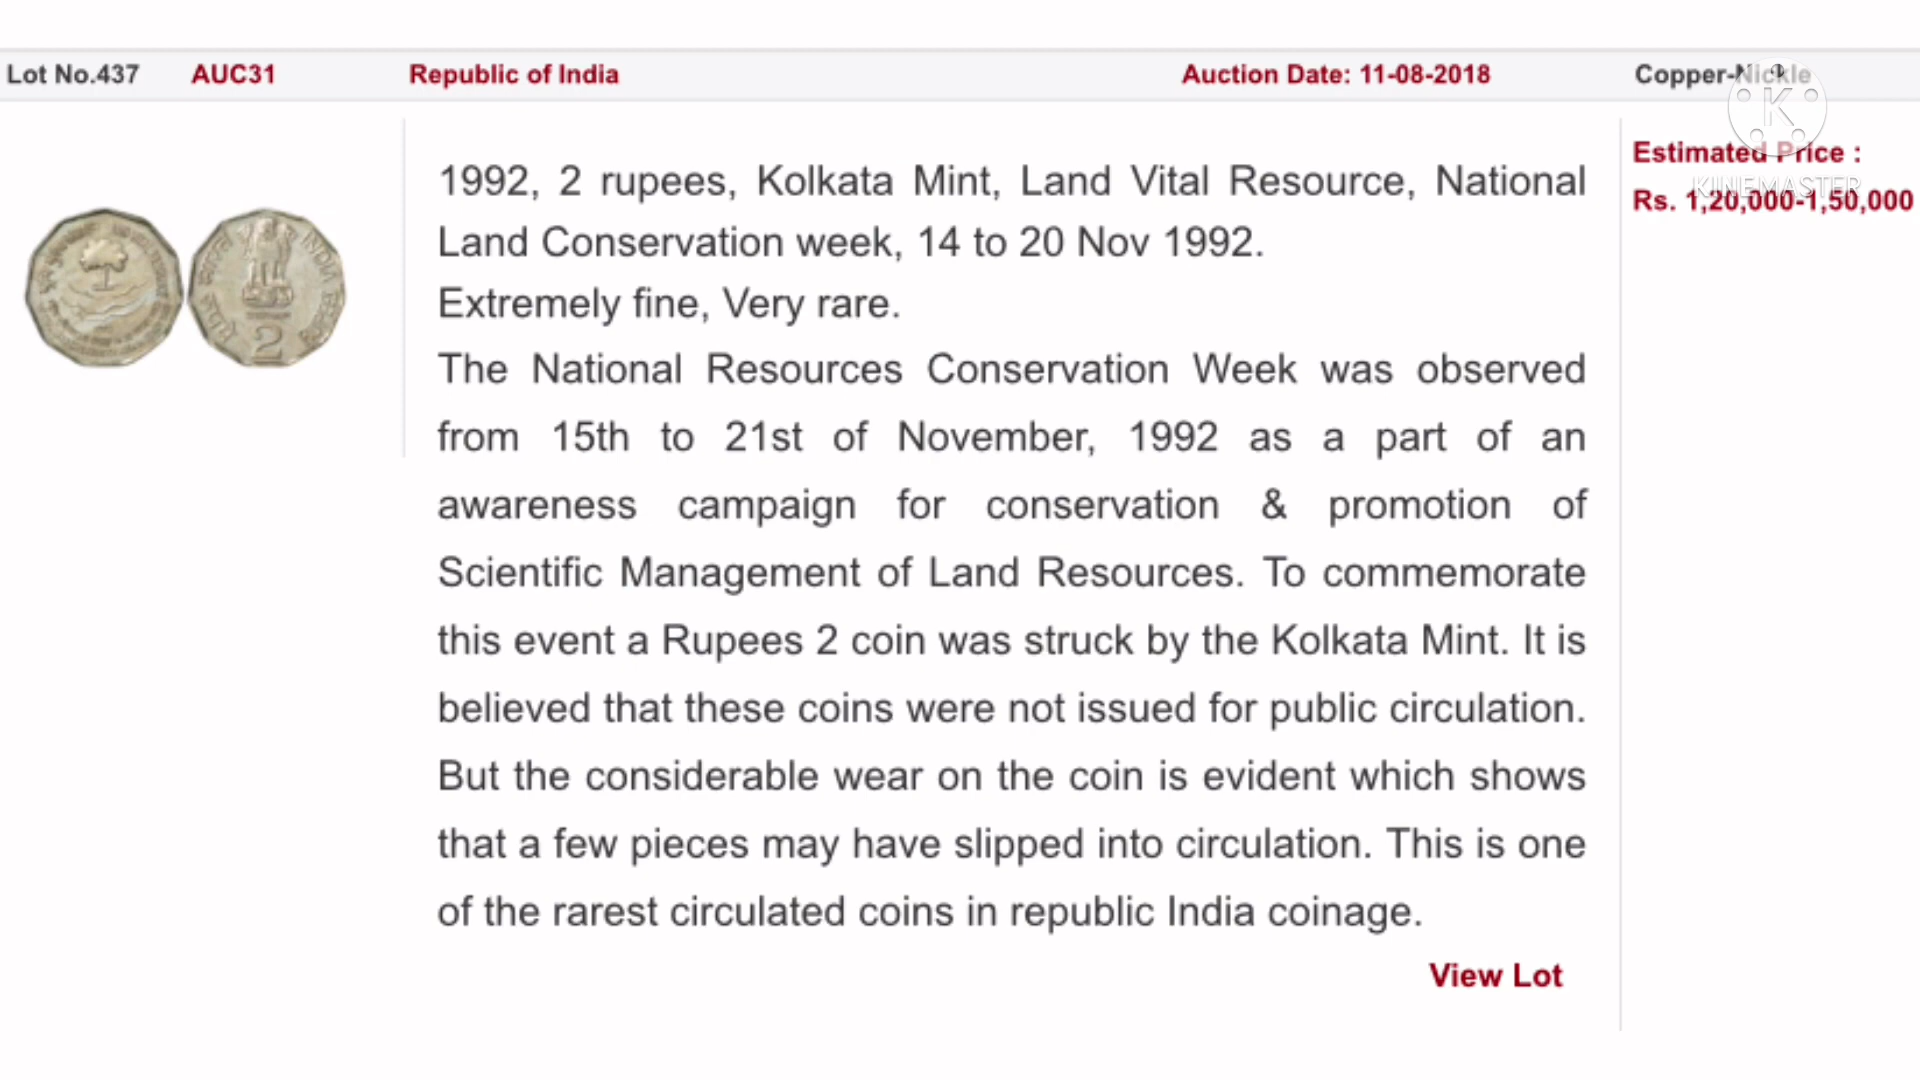 Lot No.437 AUC31 Republic of India Auction Date: 11-08-2018 Copper-Nickle
Estimated Price :
Rs. 1,20,000-1,50,000
K
KINEMASTER
1992, 2 rupees, Kolkata Mint, Land Vital Resource, National
Land Conservation week, 14 to 20 Nov 1992.
Extremely fine, Very rare.
The National Resources Conservation Week was observed
from 15th to 21st of November, 1992 as a part of an
awareness campaign for conservation & promotion of
Scientific Management of Land Resources. To commemorate
this event a Rupees 2 coin was struck by the Kolkata Mint. It is
believed that these coins were not issued for public circulation.
But the considerable wear on the coin is evident which shows
that a few pieces may have slipped into circulation. This is one
of the rarest circulated coins in republic India coinage.
View Lot
INDIA
2